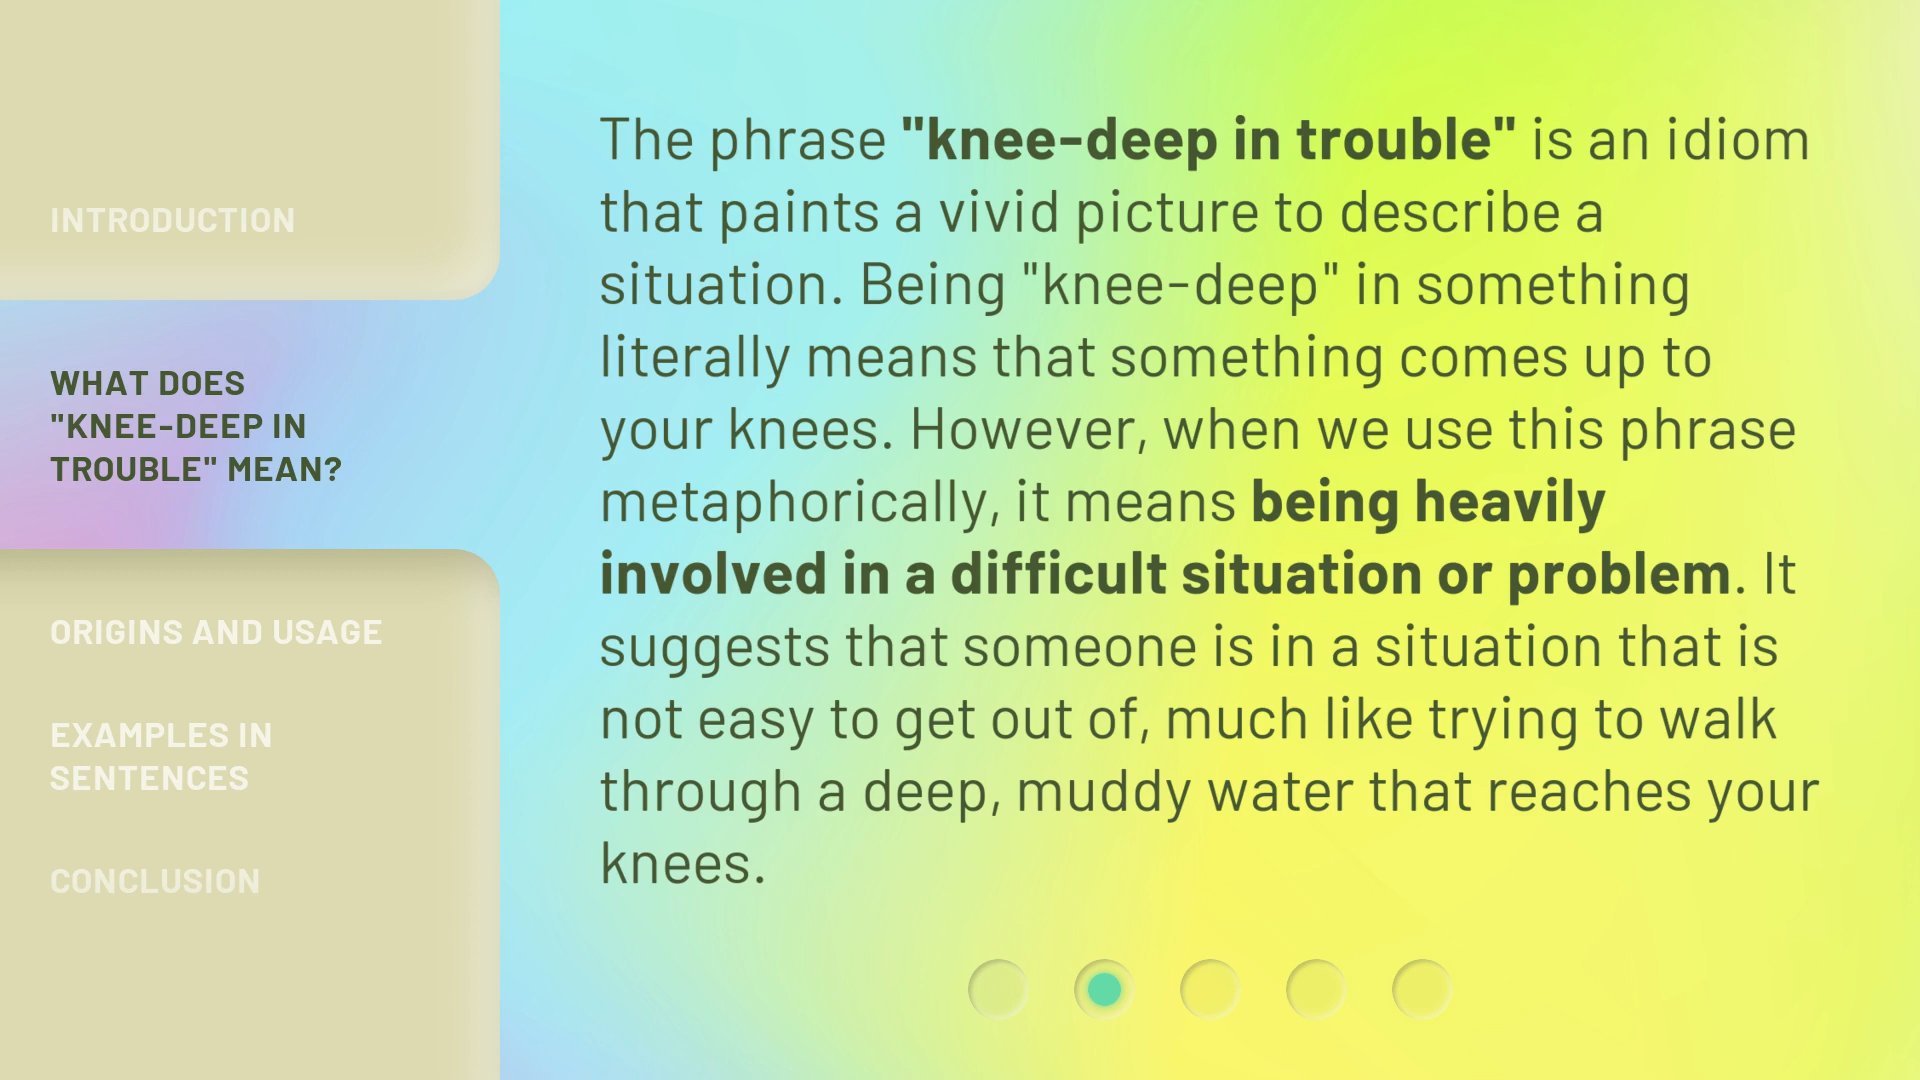 INTRODUCTION
WHAT DOES
"KNEE-DEEP IN
TROUBLE" MEAN?
ORIGINS AND USAGE
EXAMPLES IN
SENTENCES
CONCLUSION
The phrase "knee-deep in trouble" is an idiom
that paints a vivid picture to describe a
situation. Being "knee-deep" in something
literally means that something comes up to
your knees. However, when we use this phrase
metaphorically, it means being heavily
involved in a difficult situation or problem. It
suggests that someone is in a situation that is
not easy to get out of, much like trying to walk
through a deep, muddy water that reaches your
knees.